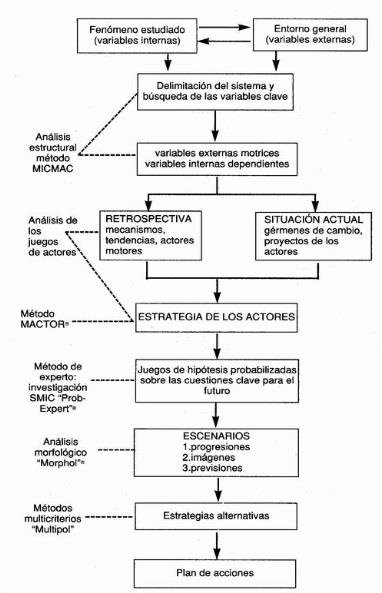 Fenómeno estudiado
(variables internas)
Entorno general
(variables externas)
Delimitación del sistema y
búsqueda de las variables clave
Análisis
estructural
método
MICMAC
variables externas motrices
variables internas dependientes
Análisis de
los
juegos
de actores
RETROSPECTIVA
mecanismos,
tendencias, actores
motores
SITUACIÓN ACTUAL
gérmenes de cambio,
proyectos de los
actores
Método
MACTOR®
ESTRATEGIA DE LOS ACTORES
Método de
experto:
investigación
SMIC "Prob-
Expert"®
Juegos de hipótesis probabilizadas
sobre las cuestiones clave para el
futuro
Análisis
morfológico
"Morphol"®
ESCENARIOS
1.progresiones
2.imágenes
3.previsiones
Métodos
multicriterios
"Multipol"
Estrategias alternativas
Plan de acciones